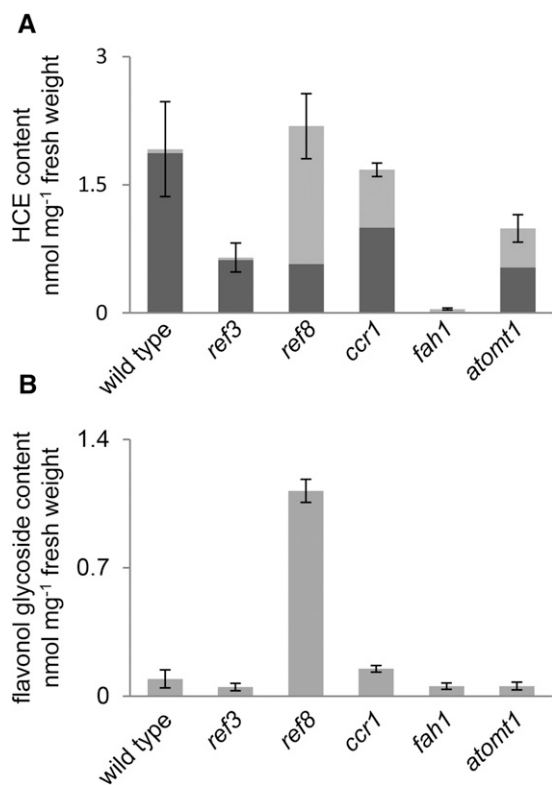 A
HCE content
nmol mg⁻¹ fresh weight
3
1.5
0
wild type
ref3
ref8
ccr1
fah1
atomt1
B
flavonol glycoside content
nmol mg⁻¹ fresh weight
1.4
0.7
0
wild type
ref3
ref8
ccr1
fah1
atomt1